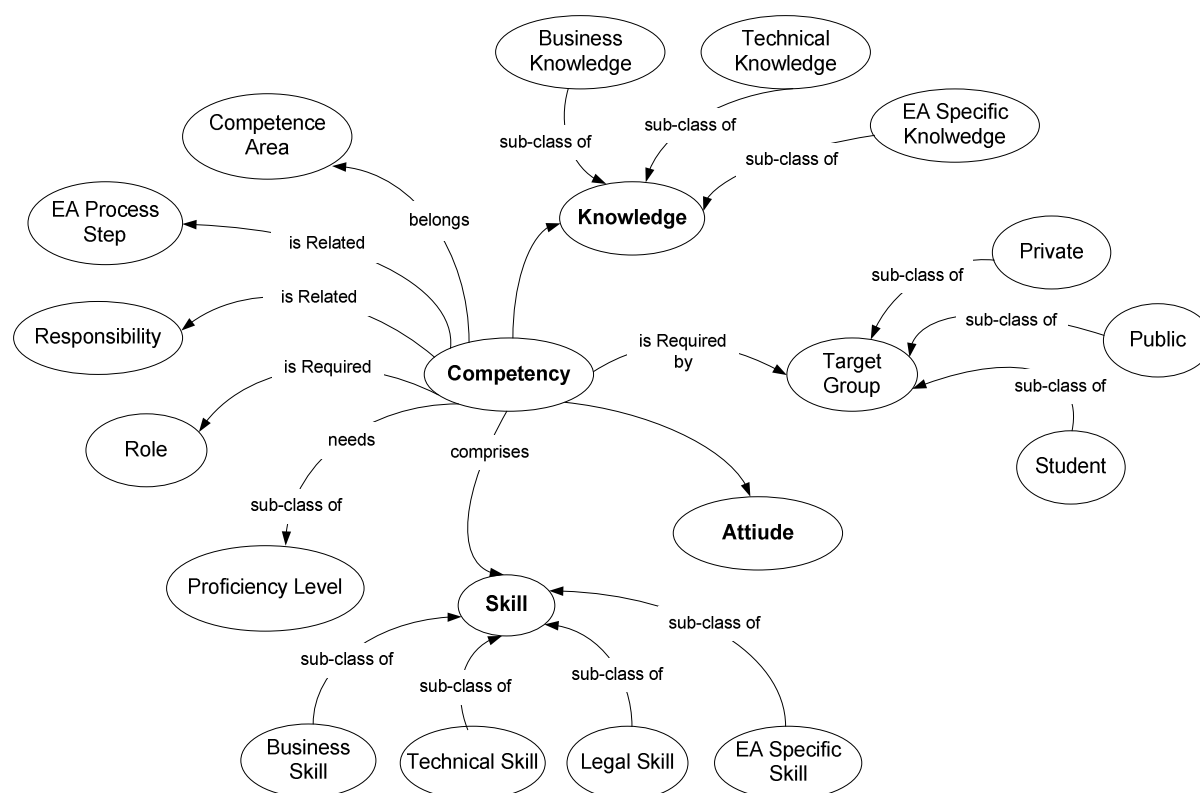 Business
Knowledge
Technical
Knowledge
EA Specific
Knolwedge
Competence
Area
sub-class of
sub-class of
sub-class of
EA Process
Step
Knowledge
belongs
is Related
Private
sub-class of
is Related
Responsibility
sub-class of
Public
is Required
by
Target
Group
is Required
Competency
sub-class of
Role
needs
comprises
Student
sub-class of
Attiude
Proficiency Level
Skill
sub-class of
sub-class of
sub-class of
sub-class of
Business
Skill
Technical Skill
Legal Skill
EA Specific
Skill